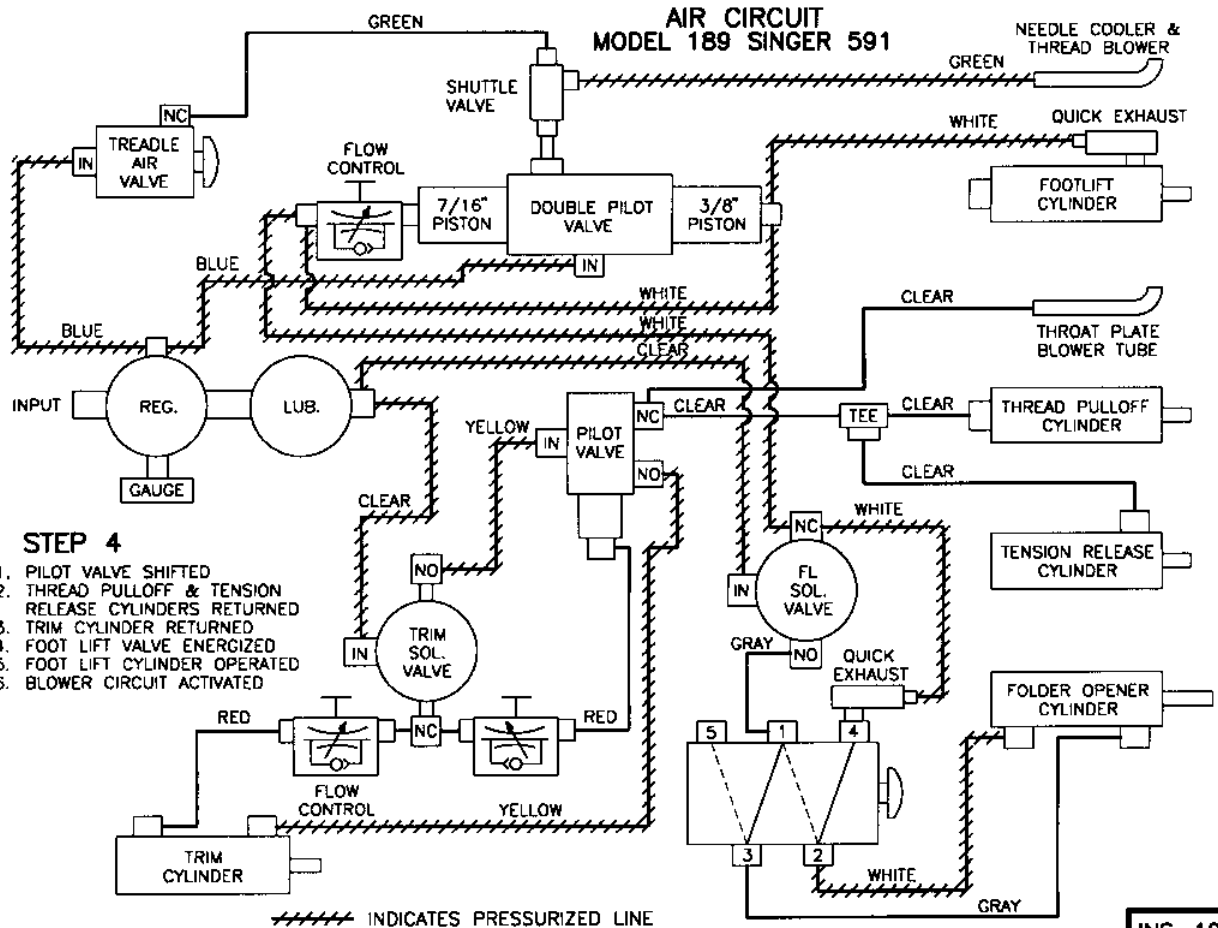 AIR CIRCUIT
MODEL 189 SINGER 591
GREEN
NEEDLE COOLER &
THREAD BLOWER
GREEN
SHUTTLE
VALVE
NC
TREADLE
AIR
VALVE
IN
WHITE
QUICK EXHAUST
FLOW
CONTROL
FOOTLIFT
CYLINDER
7/16"
PISTON
DOUBLE PILOT
VALVE
3/8"
PISTON
IN
BLUE
WHITE
CLEAR
BLUE
WHITE
THROAT PLATE
BLOWER TUBE
CLEAR
INPUT
REG.
LUB.
NC
CLEAR
TEE
CLEAR
THREAD PULLOFF
CYLINDER
YELLOW
IN
PILOT
VALVE
NO
CLEAR
GAUGE
CLEAR
WHITE
NC
TENSION RELEASE
CYLINDER
STEP 4
1. PILOT VALVE SHIFTED
2. THREAD PULLOFF & TENSION
RELEASE CYLINDERS RETURNED
3. TRIM CYLINDER RETURNED
4. FOOT LIFT VALVE ENERGIZED
5. FOOT LIFT CYLINDER OPERATED
6. BLOWER CIRCUIT ACTIVATED
NO
IN
FL
SOL.
VALVE
TRIM
SOL.
VALVE
IN
GRAY
NO
QUICK
EXHAUST
FOLDER OPENER
CYLINDER
RED
NC
RED
5
1
4
FLOW
CONTROL
YELLOW
3
2
TRIM
CYLINDER
WHITE
GRAY
INDICATES PRESSURIZED LINE